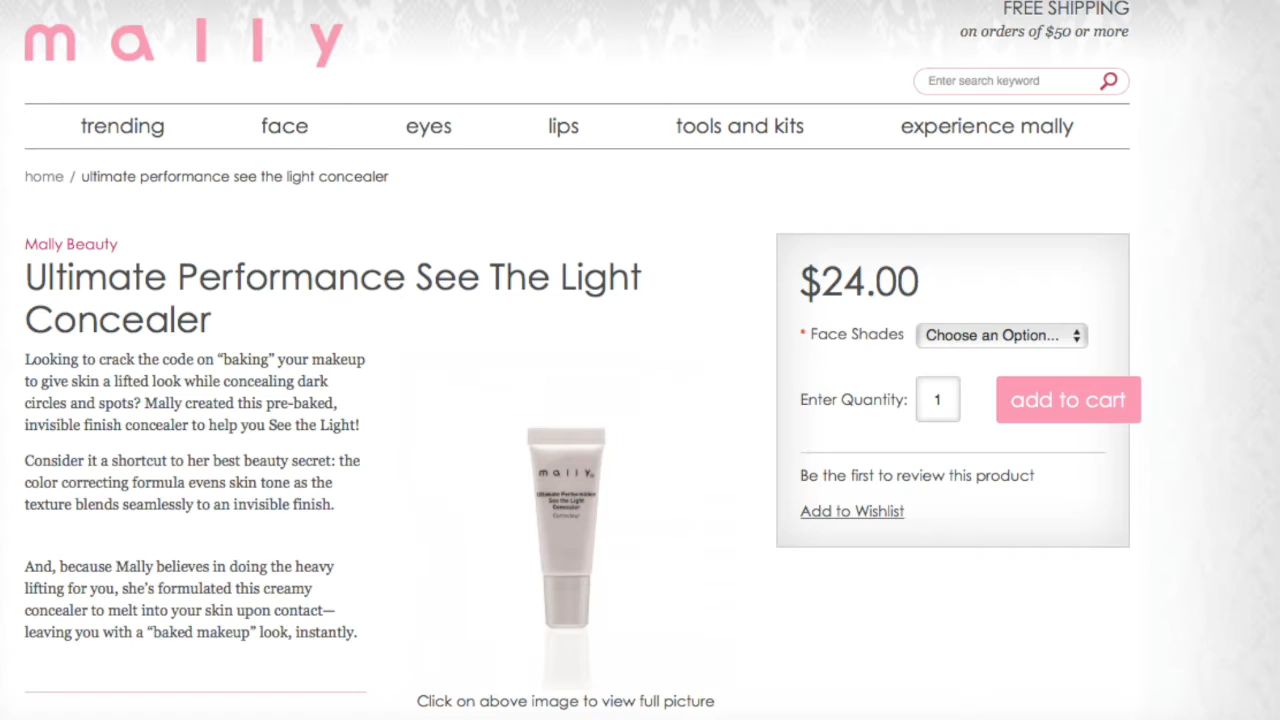 mally
FREE SHIPPING
on orders of $50 or more
Enter search keyword
trending face eyes lips tools and kits experience mally
home / ultimate performance see the light concealer
Mally Beauty
Ultimate Performance See The Light
Concealer
Looking to crack the code on “baking” your makeup
to give skin a lifted look while concealing dark
circles and spots? Mally created this pre-baked,
invisible finish concealer to help you See the Light!
Consider it a shortcut to her best beauty secret: the
color correcting formula evens skin tone as the
texture blends seamlessly to an invisible finish.
And, because Mally believes in doing the heavy
lifting for you, she’s formulated this creamy
concealer to melt into your skin upon contact—
leaving you with a “baked makeup” look, instantly.
mally
Ultimate Performance
See the Light
Concealer
Click on above image to view full picture
$24.00
* Face Shades Choose an Option...
Enter Quantity: 1 add to cart
Be the first to review this product
Add to Wishlist